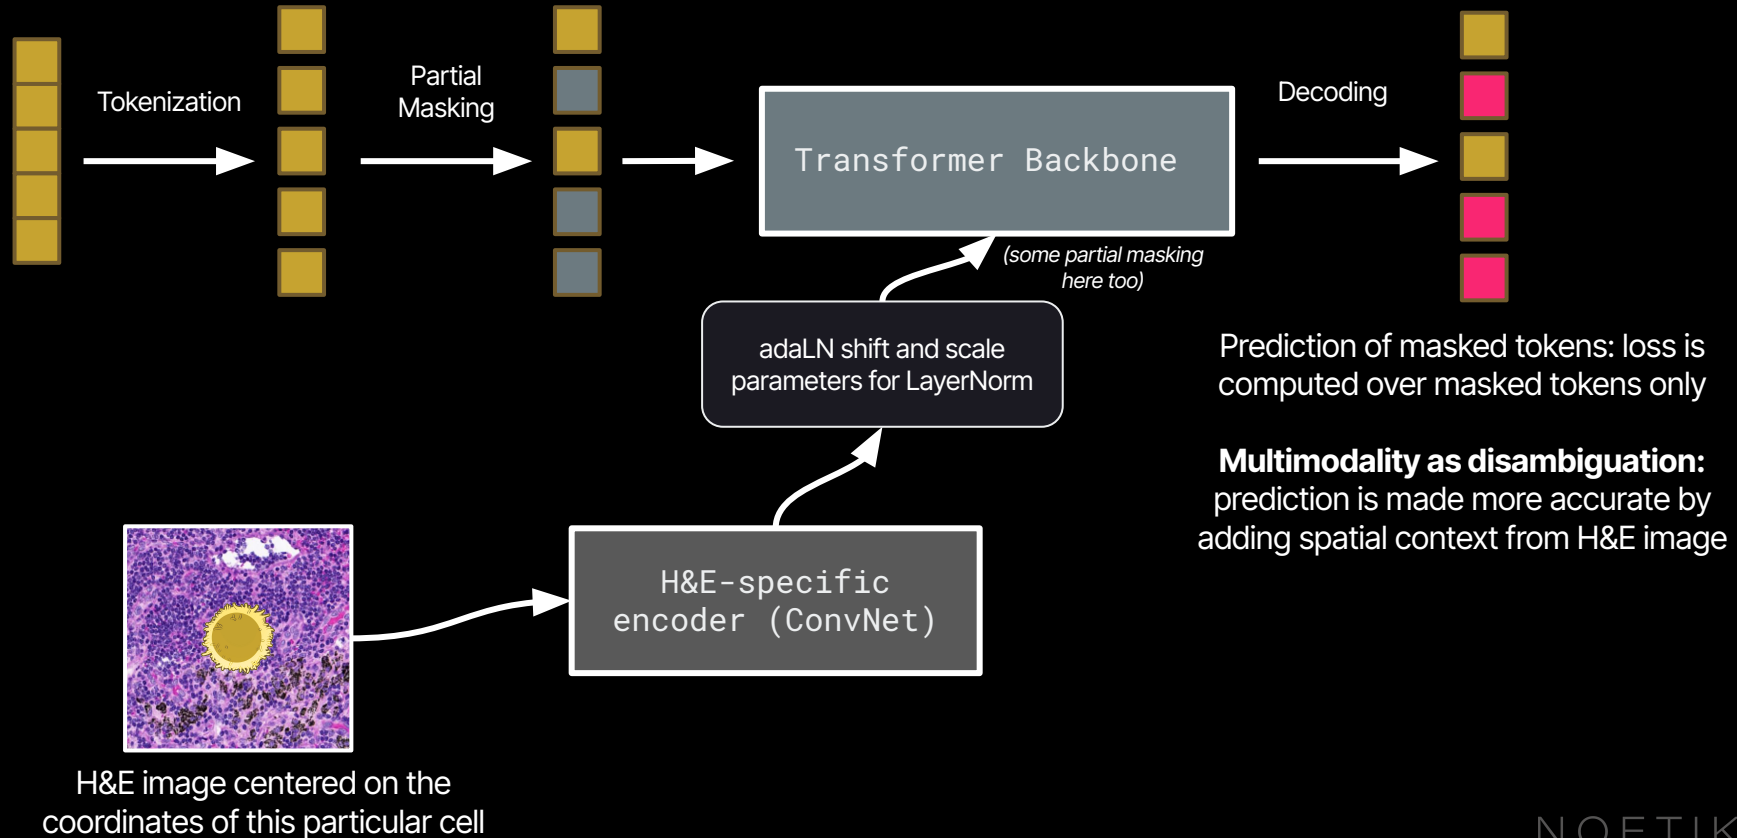 Tokenization
Partial
Masking
Transformer Backbone
Decoding
(some partial masking
here too)
adaLN shift and scale
parameters for LayerNorm
Prediction of masked tokens: loss is
computed over masked tokens only
Multimodality as disambiguation:
prediction is made more accurate by
adding spatial context from H&E image
H&E-specific
encoder (ConvNet)
H&E image centered on the
coordinates of this particular cell
NOETIK